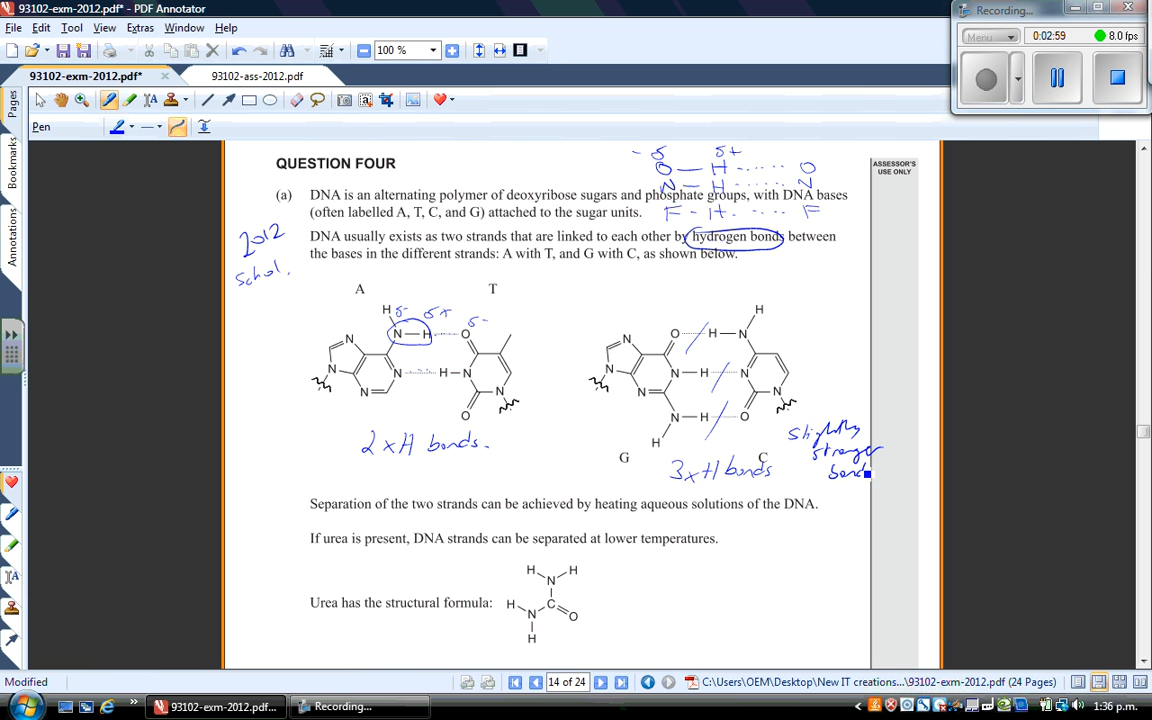 93102-exm-2012.pdf* - PDF Annotator
Recording...
File Edit Tool View Extras Window Help
Menu
0:02:59
8.0 fps
100 %
93102-exm-2012.pdf*
93102-ass-2012.pdf
Pen
Pages
Bookmarks
Annotations
QUESTION FOUR
ASSESSOR'S
USE ONLY
- δ δ+
O — H ..... O
N — H ..... N
F - H ..... F
(a) DNA is an alternating polymer of deoxyribose sugars and phosphate groups, with DNA bases
(often labelled A, T, C, and G) attached to the sugar units.
2012
Schol.
DNA usually exists as two strands that are linked to each other by hydrogen bonds between
the bases in the different strands: A with T, and G with C, as shown below.
A T
H δ- δ+ δ- H
N N—H O N O H—N
N N H—N N N—H N
N N O N N—H O N
H
2 x H bonds.
G C
3 x H bonds
slightly
stronger
bond
Separation of the two strands can be achieved by heating aqueous solutions of the DNA.
If urea is present, DNA strands can be separated at lower temperatures.
H H
N
Urea has the structural formula: H C
N O
H
Modified
14 of 24
C:\Users\OEM\Desktop\New IT creations...\93102-exm-2012.pdf (24 Pages)
93102-exm-2012.pdf...
Recording...
1:36 p.m.